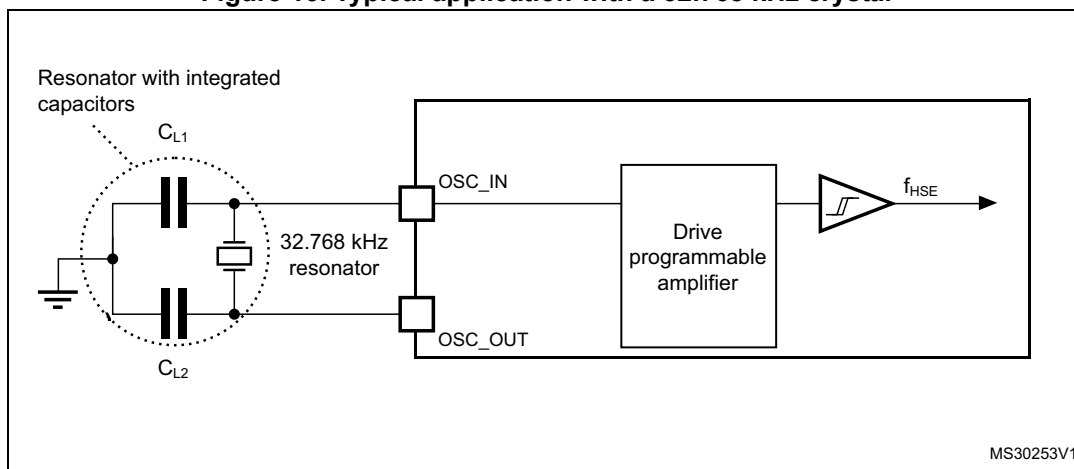 Figure 16. Typical application with a 32.768 kHz crystal
Resonator with integrated
capacitors
CL1
OSC_IN
fHSE
32.768 kHz
resonator
Drive
programmable
amplifier
OSC_OUT
CL2
MS30253V1